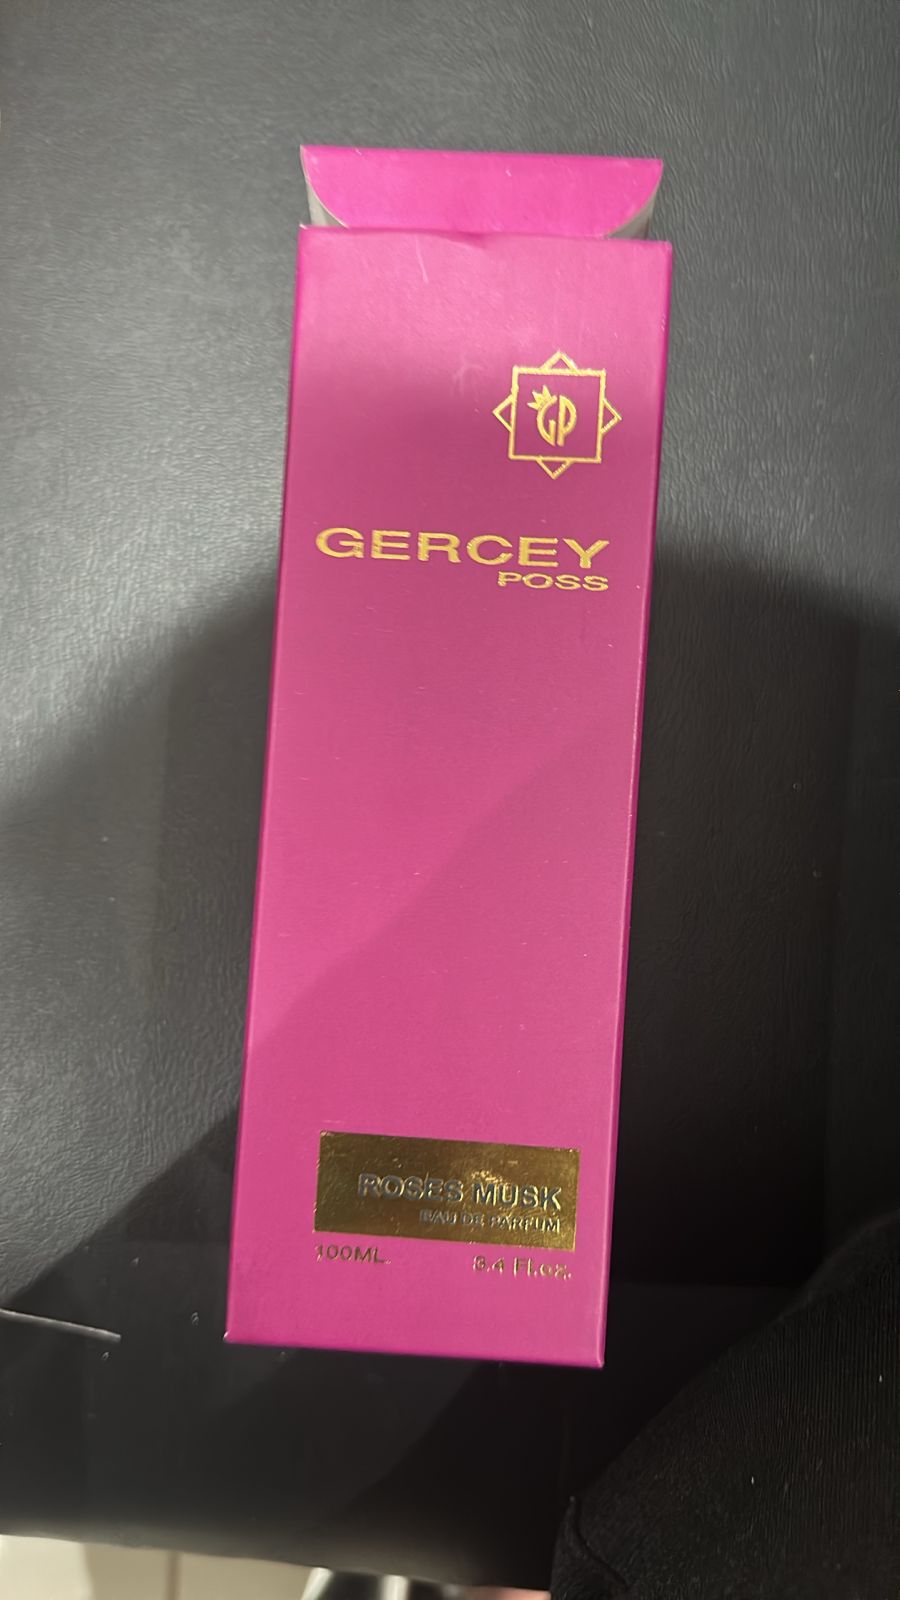 GP
GERCEY
POSS
ROSES MUSK
EAU DE PARFUM
100ML. 3.4 Fl.oz.